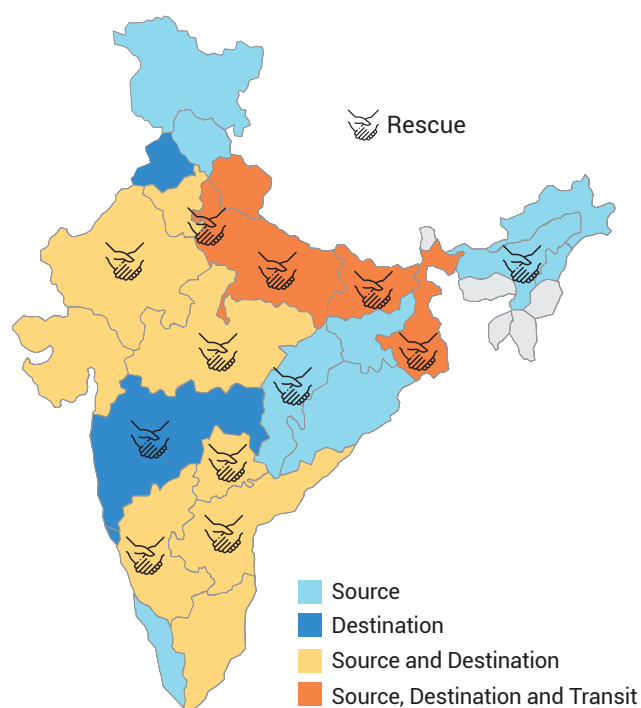 Rescue
Source
Destination
Source and Destination
Source, Destination and Transit